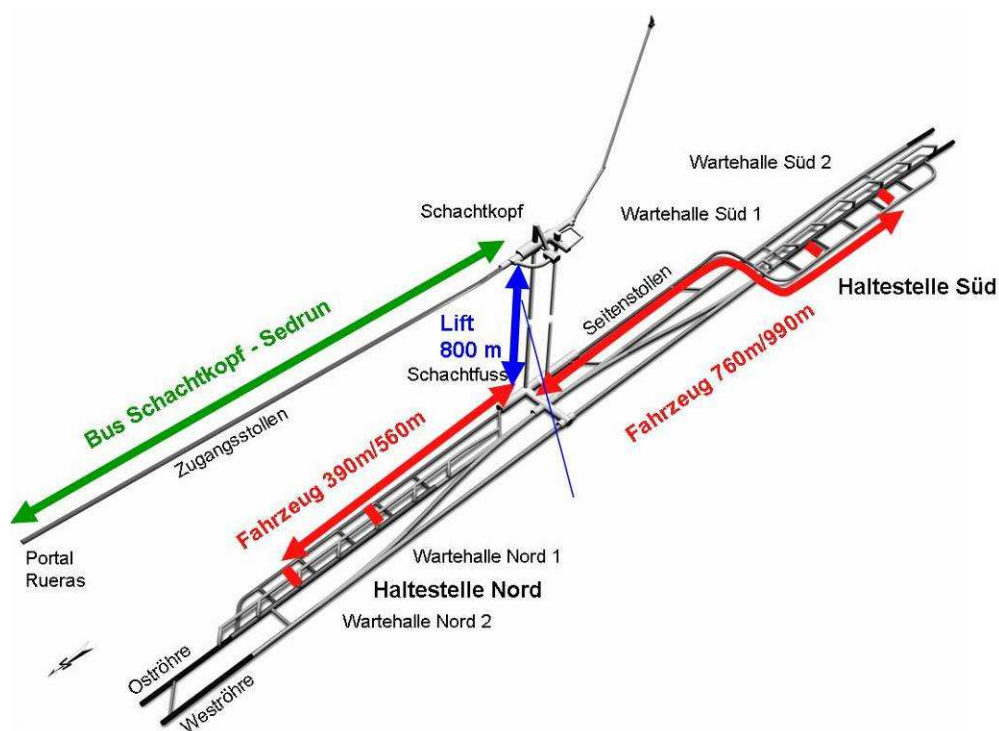 Wartehalle Süd 2
Schachtkopf
Wartehalle Süd 1
Haltestelle Süd
Seitenstollen
Lift
800 m
Schachtfuss
Bus Schachtkopf - Sedrun
Zugangsstollen
Fahrzeug 760m/990m
Fahrzeug 390m/560m
Portal
Rueras
Wartehalle Nord 1
Haltestelle Nord
Wartehalle Nord 2
Oströhre
Weströhre